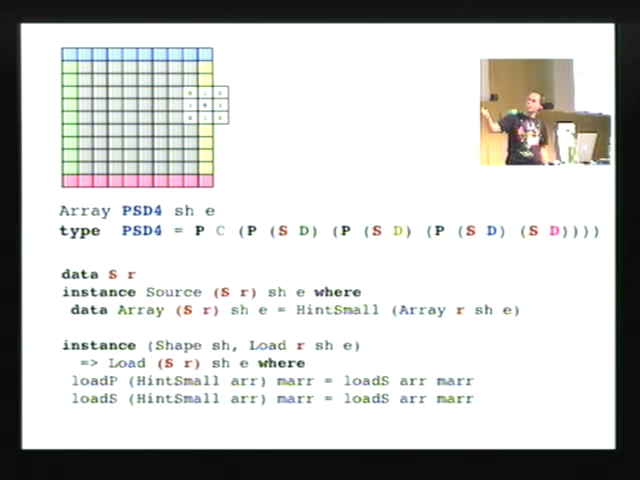 Array PSD4 sh e
type PSD4 = P C (P (S D) (P (S D) (P (S D) (S D))))
data S r
instance Source (S r) sh e where
data Array (S r) sh e = HintSmall (Array r sh e)
instance (Shape sh, Load r sh e)
=> Load (S r) sh e where
loadP (HintSmall arr) marr = loadS arr marr
loadS (HintSmall arr) marr = loadS arr marr